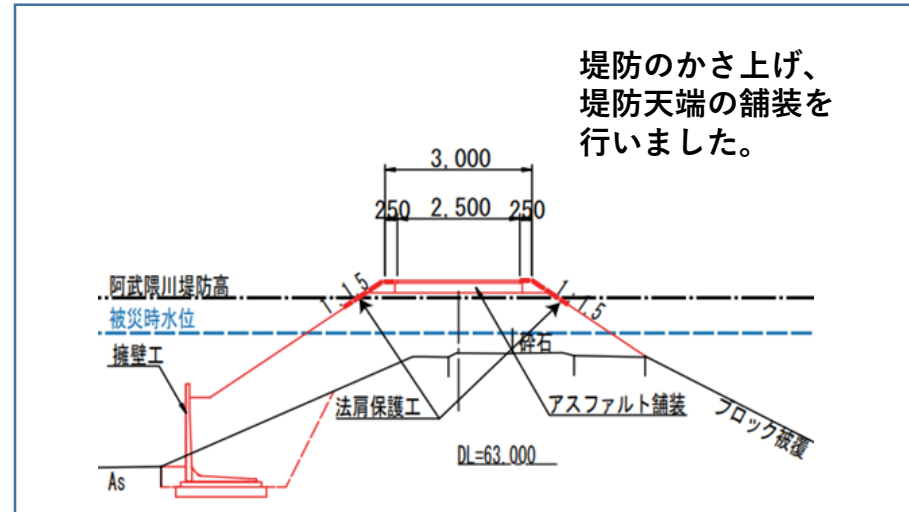 堤防のかさ上げ、
堤防天端の舗装を
行いました。
3,000
250 2,500 250
阿武隈川堤防高
1:1.5
1:1.5
被災時水位
擁壁工
砕石
法肩保護工
アスファルト舗装
ブロック被覆
DL=63.000
As